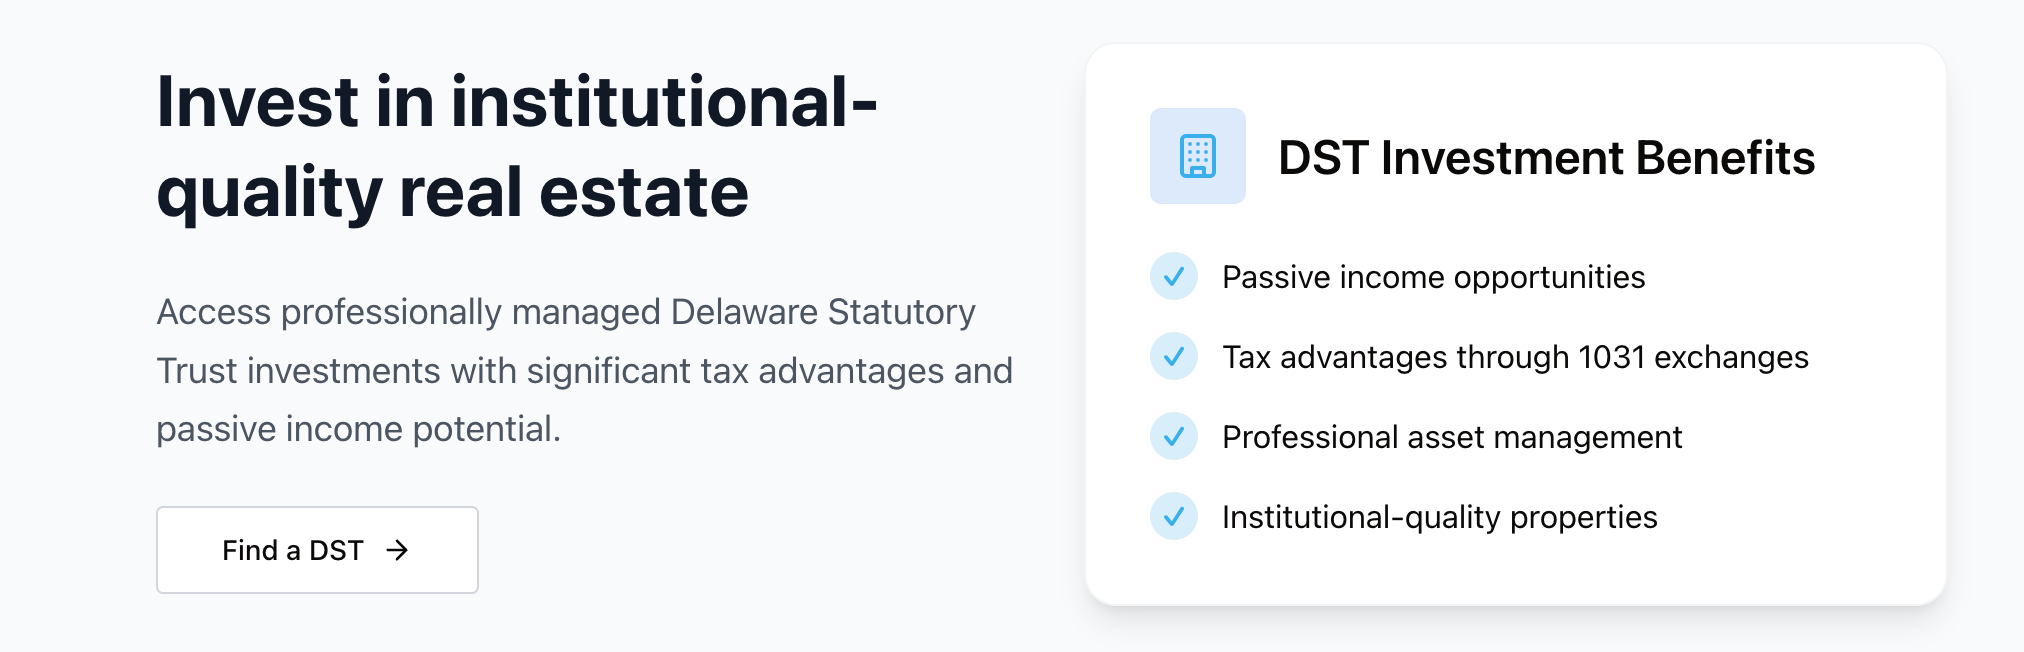 Invest in institutional-
quality real estate
Access professionally managed Delaware Statutory
Trust investments with significant tax advantages and
passive income potential.
Find a DST →
DST Investment Benefits
Passive income opportunities
Tax advantages through 1031 exchanges
Professional asset management
Institutional-quality properties